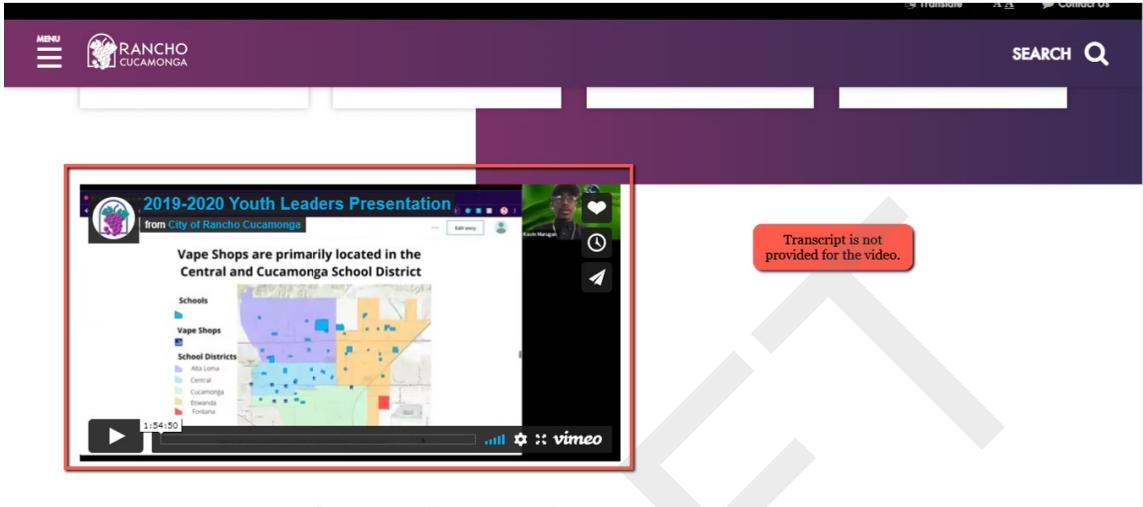 Translate A A Contact Us
MENU
RANCHO
CUCAMONGA
SEARCH
2019-2020 Youth Leaders Presentation
from City of Rancho Cucamonga
Edit story
Vape Shops are primarily located in the
Central and Cucamonga School District
Schools
Vape Shops
School Districts
Alta Loma
Central
Cucamonga
Etiwanda
Fontana
1:54:50
vimeo
Transcript is not
provided for the video.